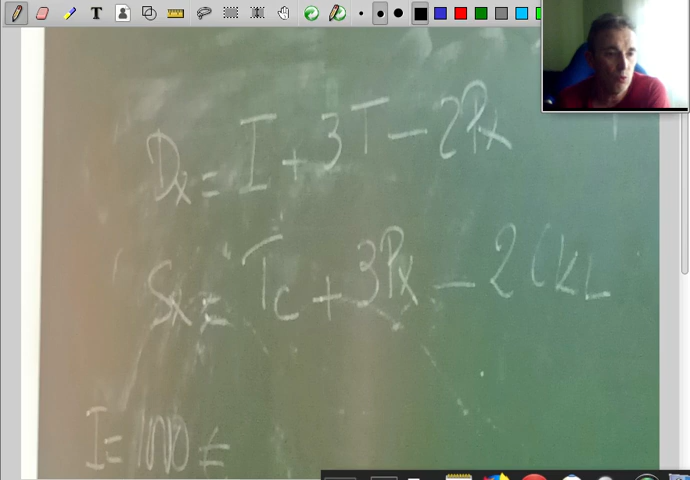 Dx = I + 3T - 2Px
Sx = Tc + 3Px - 2CKL
I = 1000 €